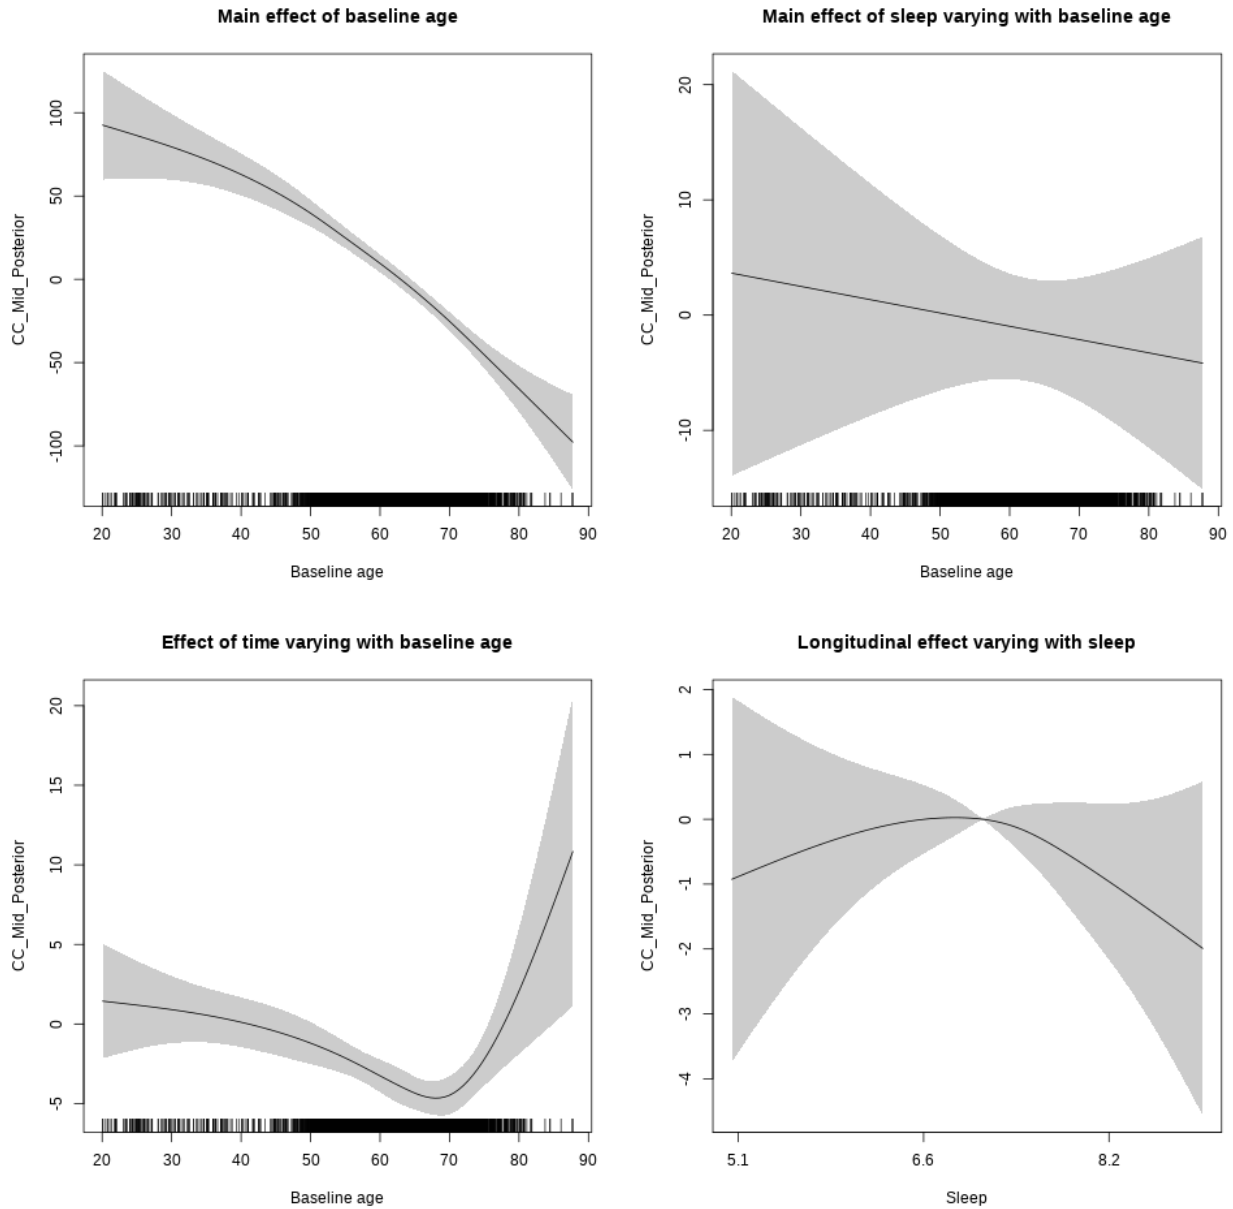 Main effect of baseline age
CC_Mid_Posterior
100
50
0
-50
-100
20 30 40 50 60 70 80 90
Baseline age
Main effect of sleep varying with baseline age
CC_Mid_Posterior
20
10
0
-10
20 30 40 50 60 70 80 90
Baseline age
Effect of time varying with baseline age
CC_Mid_Posterior
20
15
10
5
0
-5
20 30 40 50 60 70 80 90
Baseline age
Longitudinal effect varying with sleep
CC_Mid_Posterior
2
1
0
-1
-2
-3
-4
5.1 6.6 8.2
Sleep